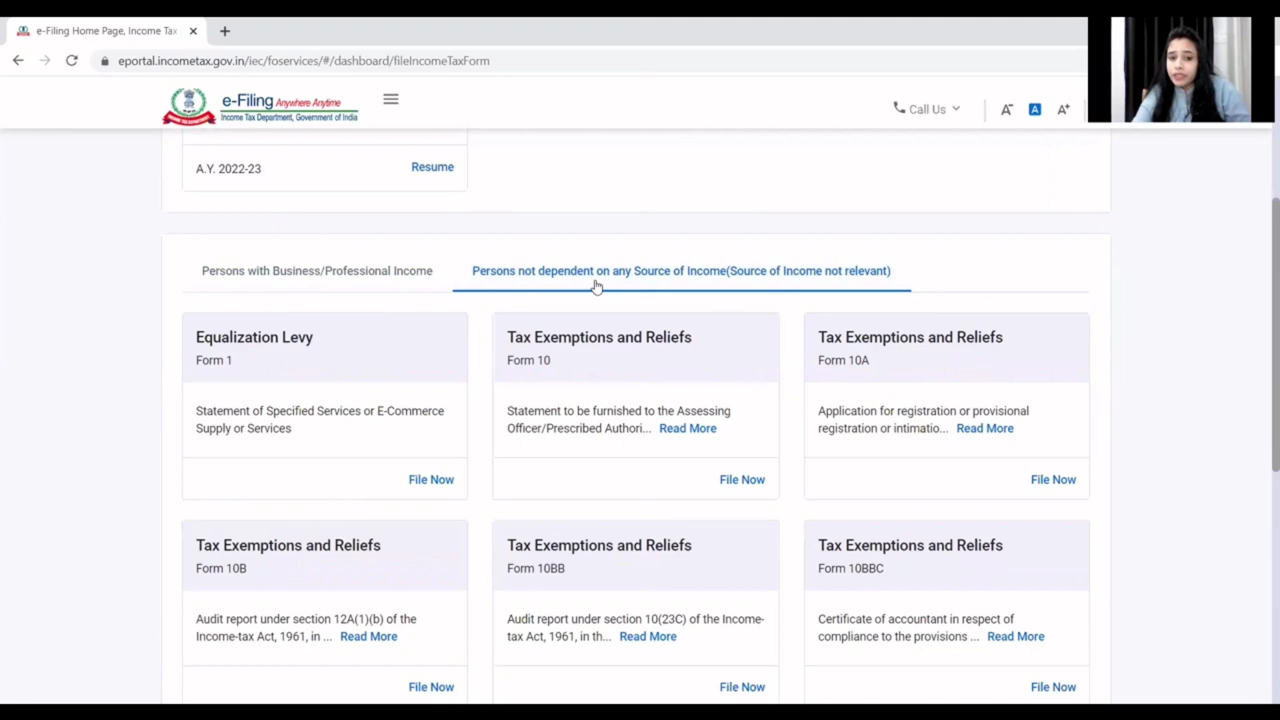 e-Filing Home Page, Income Tax
eportal.incometax.gov.in/iec/foservices/#/dashboard/fileIncomeTaxForm
e-Filing Anywhere Anytime
Income Tax Department, Government of India
Call Us
A- A A+
A.Y. 2022-23 Resume
Persons with Business/Professional Income Persons not dependent on any Source of Income(Source of Income not relevant)
Equalization Levy
Form 1
Statement of Specified Services or E-Commerce
Supply or Services
File Now
Tax Exemptions and Reliefs
Form 10
Statement to be furnished to the Assessing
Officer/Prescribed Authori... Read More
File Now
Tax Exemptions and Reliefs
Form 10A
Application for registration or provisional
registration or intimatio... Read More
File Now
Tax Exemptions and Reliefs
Form 10B
Audit report under section 12A(1)(b) of the
Income-tax Act, 1961, in ... Read More
File Now
Tax Exemptions and Reliefs
Form 10BB
Audit report under section 10(23C) of the Income-
tax Act, 1961, in th... Read More
File Now
Tax Exemptions and Reliefs
Form 10BBC
Certificate of accountant in respect of
compliance to the provisions ... Read More
File Now